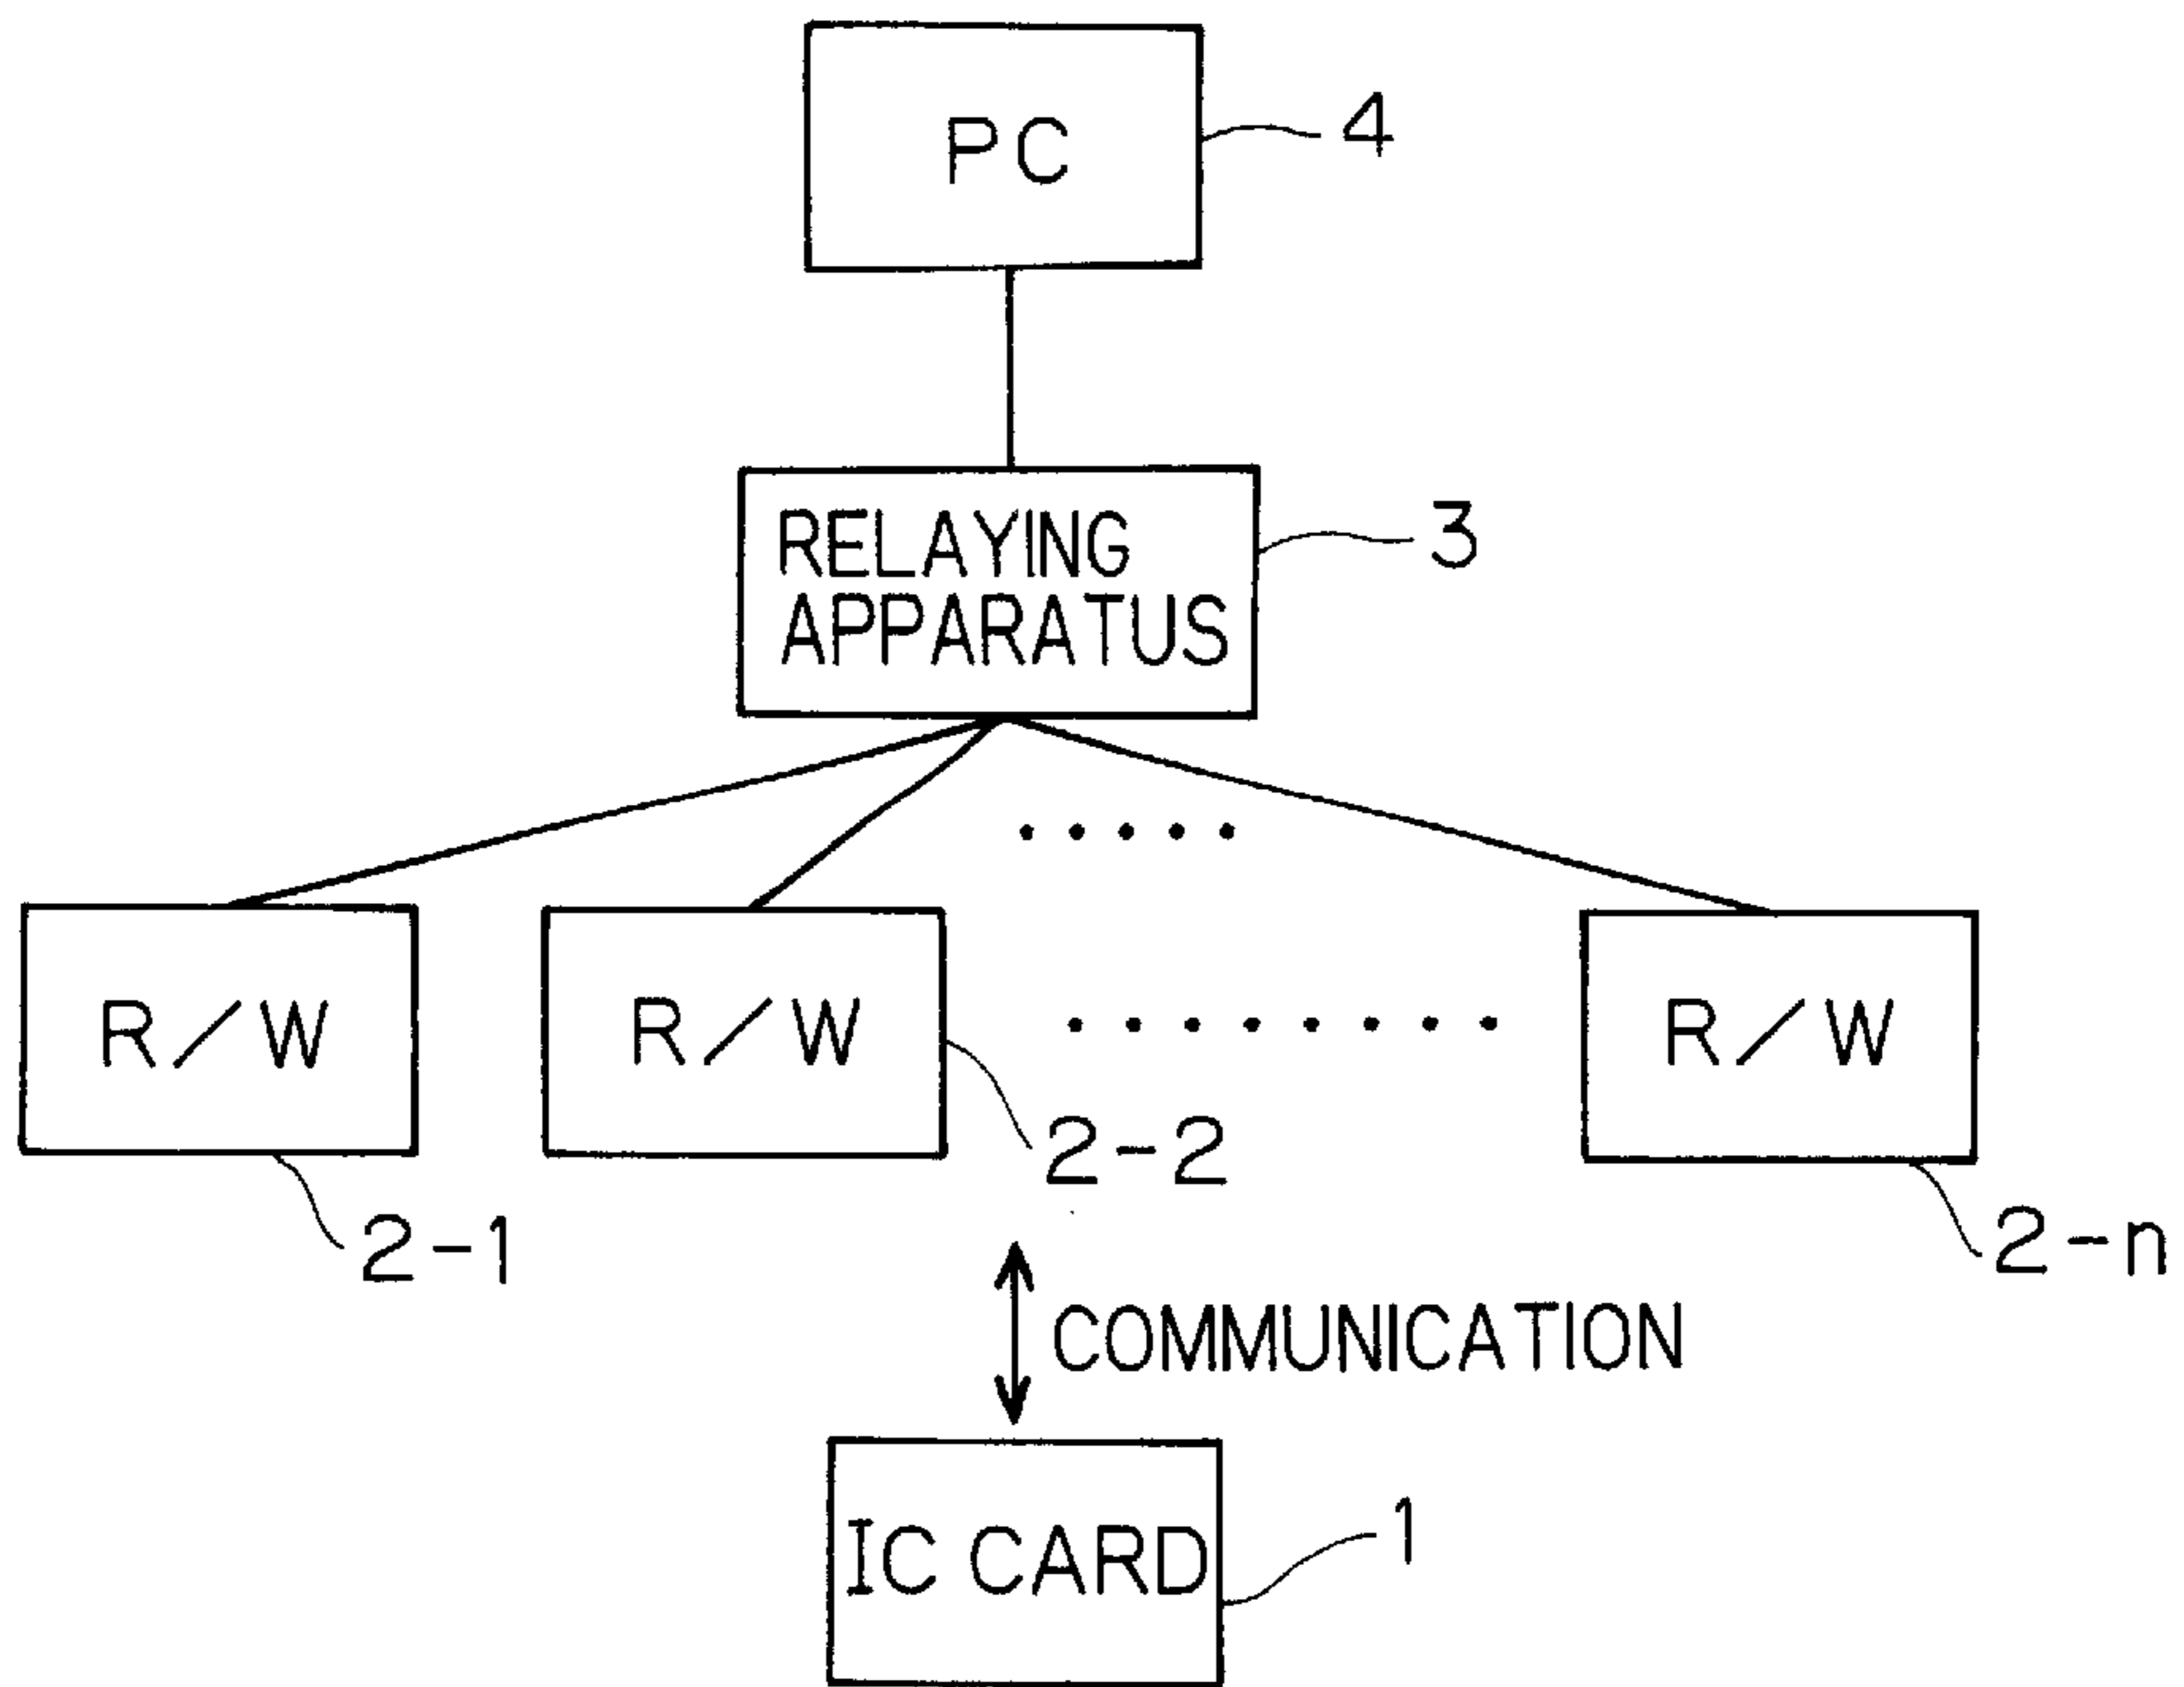 PC
4
RELAYING
APPARATUS
3
R/W
R/W
R/W
2-2
2-1
2-n
COMMUNICATION
IC CARD
1